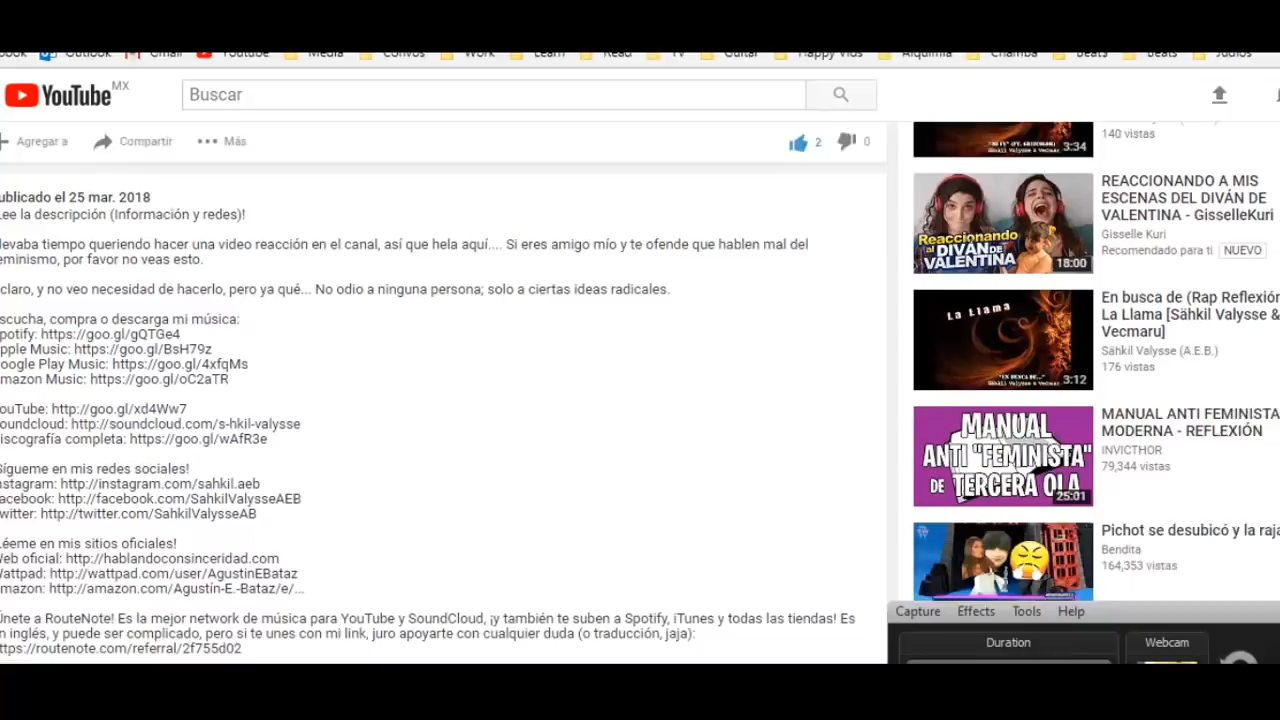 Outlook
Gmail
Youtube
Media
Convos
Work
Learn
Read
TV
Guitar
Happy Vids
Alquimia
Chamba
Beats
Judios
YouTube MX
Buscar
Agregar a
Compartir
Más
2
0
ublicado el 25 mar. 2018
ee la descripción (Información y redes)!
levaba tiempo queriendo hacer una video reacción en el canal, así que hela aquí.... Si eres amigo mío y te ofende que hablen mal del
eminismo, por favor no veas esto.
claro, y no veo necesidad de hacerlo, pero ya qué... No odio a ninguna persona; solo a ciertas ideas radicales.
scucha, compra o descarga mi música:
potify: https://goo.gl/gQTGe4
pple Music: https://goo.gl/BsH79z
oogle Play Music: https://goo.gl/4xfqMs
mazon Music: https://goo.gl/oC2aTR
ouTube: http://goo.gl/xd4Ww7
oundcloud: http://soundcloud.com/s-hkil-valysse
iscografía completa: https://goo.gl/wAfR3e
Sígueme en mis redes sociales!
nstagram: http://instagram.com/sahkil.aeb
acebook: http://facebook.com/SahkilValysseAEB
witter: http://twitter.com/SahkilValysseAB
Léeme en mis sitios oficiales!
Web oficial: http://hablandoconsinceridad.com
Wattpad: http://wattpad.com/user/AgustinEBataz
mazon: http://amazon.com/Agustín-E.-Bataz/e/...
Únete a RouteNote! Es la mejor network de música para YouTube y SoundCloud, ¡y también te suben a Spotify, iTunes y todas las tiendas! Es
n inglés, y puede ser complicado, pero si te unes con mi link, juro apoyarte con cualquier duda (o traducción, jaja):
ttps://routenote.com/referral/2f755d02
Sähkil Valysse & Vecmar
3:34
140 vistas
Reaccionando
al DIVÁN DE
VALENTINA
18:00
REACCIONANDO A MIS
ESCENAS DEL DIVÁN DE
VALENTINA - GisselleKuri
Gisselle Kuri
Recomendado para ti
NUEVO
La Llama
"EN BUSCA DE..."
Sähkil Valysse & Vecmar
3:12
En busca de (Rap Reflexión
La Llama [Sähkil Valysse &
Vecmaru]
Sähkil Valysse (A.E.B.)
176 vistas
MANUAL
ANTI "FEMINISTA"
DE TERCERA OLA
25:01
MANUAL ANTI FEMINISTA
MODERNA - REFLEXIÓN
INVICTHOR
79,344 vistas
Pichot se desubicó y la raja
Bendita
164,353 vistas
Capture
Effects
Tools
Help
Duration
Webcam